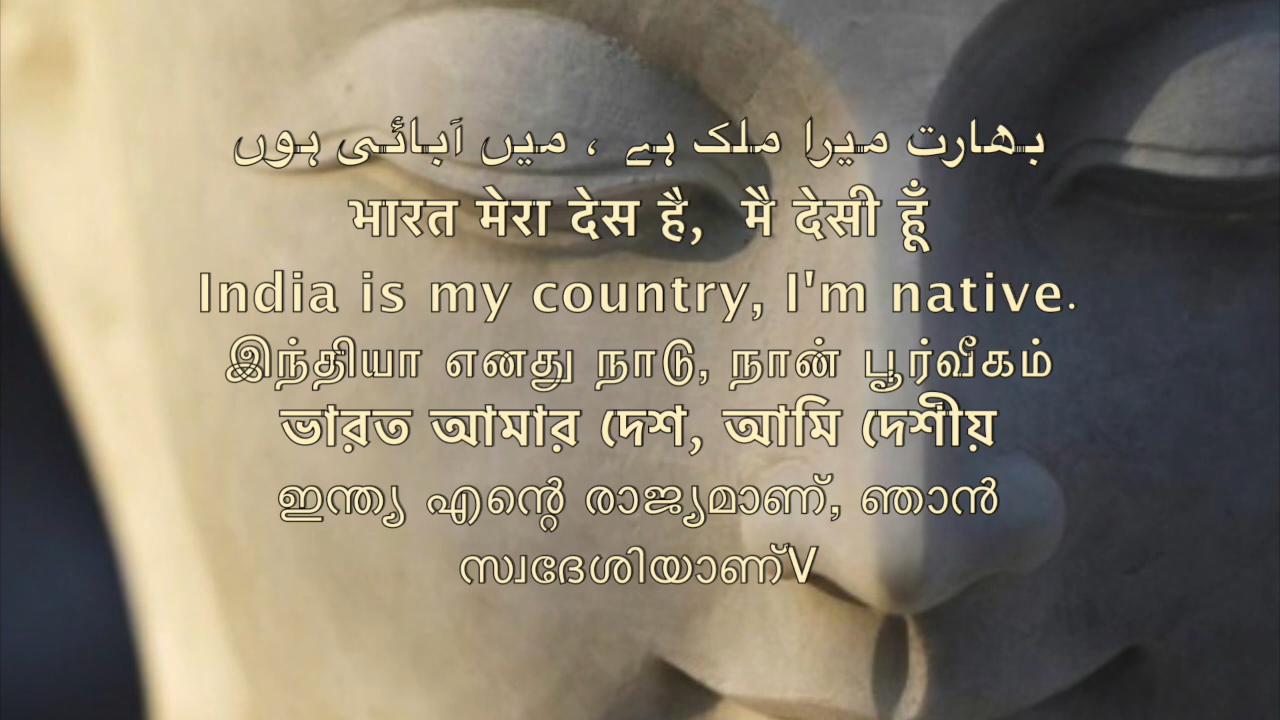 بھارت میرا ملک ہے ، میں آبائی ہوں
भारत मेरा देस है, मै देसी हूँ
India is my country, I'm native.
இந்தியா எனது நாடு, நான் பூர்வீகம்
ভারত আমার দেশ, আমি দেশীয়
ഇന്ത്യ എന്റെ രാജ്യമാണ്, ഞാൻ
സ്വദേശിയാണ്V